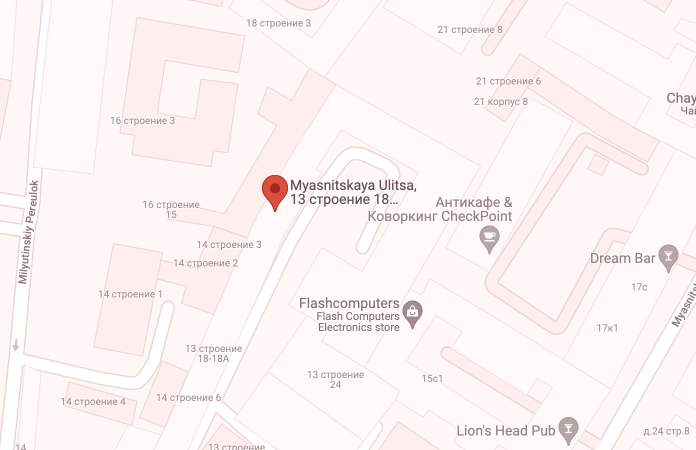 18 строение 3
21 строение 8
21 строение 6
21 корпус 8
Chay
Чаі
16 строение 3
Myasnitskaya Ulitsa,
13 строение 18...
Milyutinskiy Pereulok
16 строение
15
Антикафе &
Коворкинг CheckPoint
14 строение 3
14 строение 2
Dream Bar
17с
14 строение 1
Flashcomputers
Flash Computers
Electronics store
17к1
Myasnits
13 строение
18-18А
13 строение
24
15с1
14 строение 4
14 строение 6
Lion's Head Pub
д.24 стр.8
14
13 строение